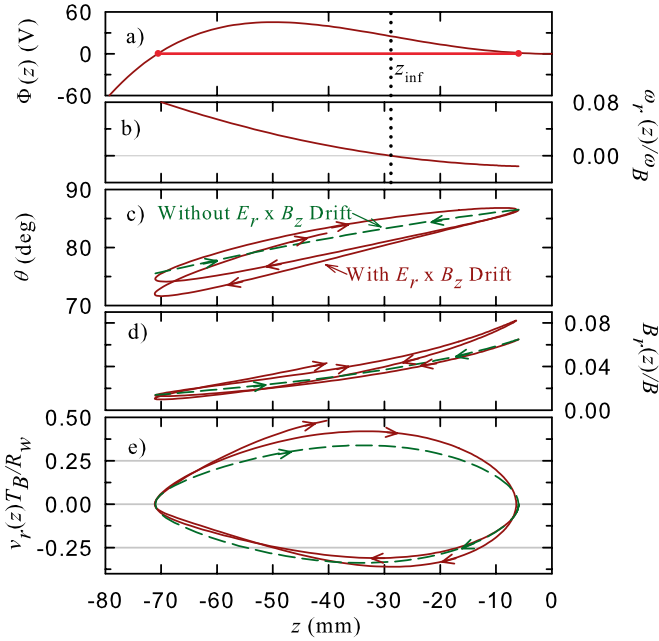 60
0
-60
Φ(z) (V)
a)
z_inf
0.08
0.00
ω_r(z)/ω_B
b)
90
80
70
θ (deg)
c)
Without E_r x B_z Drift
With E_r x B_z Drift
0.08
0.04
0.00
B_r(z)/B
d)
0.50
0.25
0.00
-0.25
v_r(z)T_B/R_w
e)
-80 -70 -60 -50 -40 -30 -20 -10 0
z (mm)